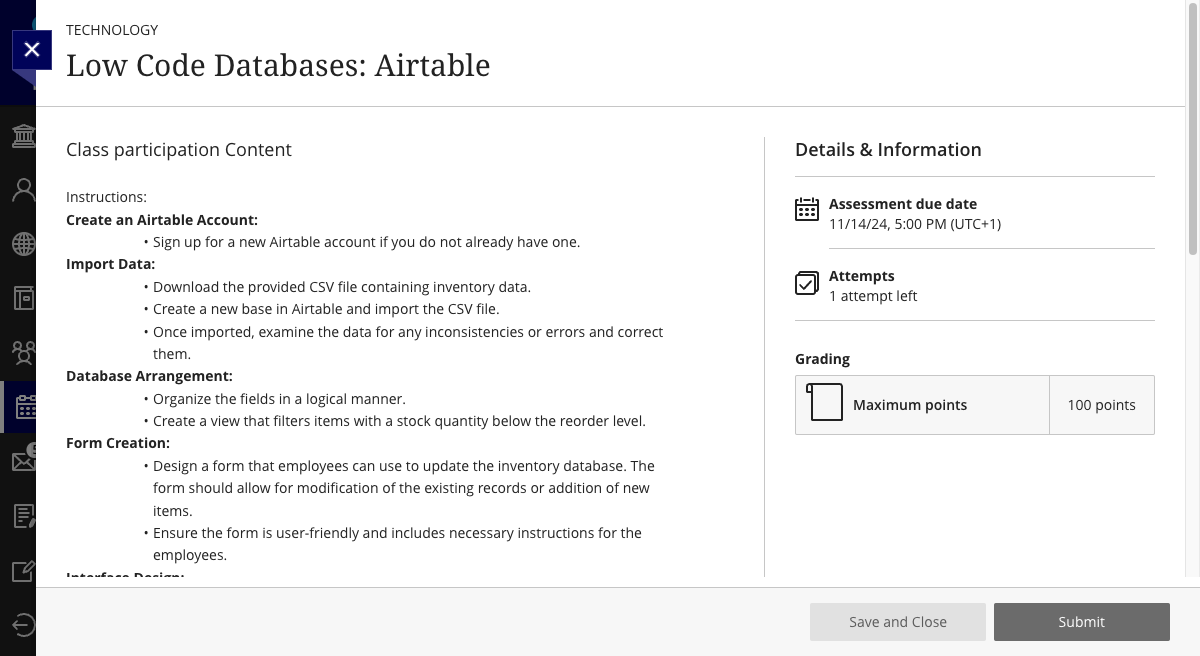 TECHNOLOGY
Low Code Databases: Airtable
Class participation Content
Instructions:
Create an Airtable Account:
• Sign up for a new Airtable account if you do not already have one.
Import Data:
• Download the provided CSV file containing inventory data.
• Create a new base in Airtable and import the CSV file.
• Once imported, examine the data for any inconsistencies or errors and correct
them.
Database Arrangement:
• Organize the fields in a logical manner.
• Create a view that filters items with a stock quantity below the reorder level.
Form Creation:
• Design a form that employees can use to update the inventory database. The
form should allow for modification of the existing records or addition of new
items.
• Ensure the form is user-friendly and includes necessary instructions for the
employees.
Interface Design:
Details & Information
Assessment due date
11/14/24, 5:00 PM (UTC+1)
Attempts
1 attempt left
Grading
Maximum points
100 points
Save and Close
Submit